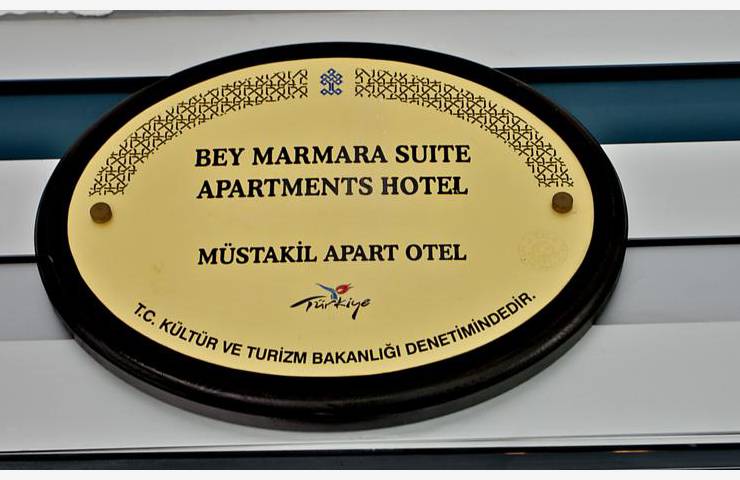 BEY MARMARA SUITE
APARTMENTS HOTEL
MÜSTAKİL APART OTEL
Türkiye
T.C. KÜLTÜR VE TURİZM BAKANLIĞI DENETİMİNDEDİR.